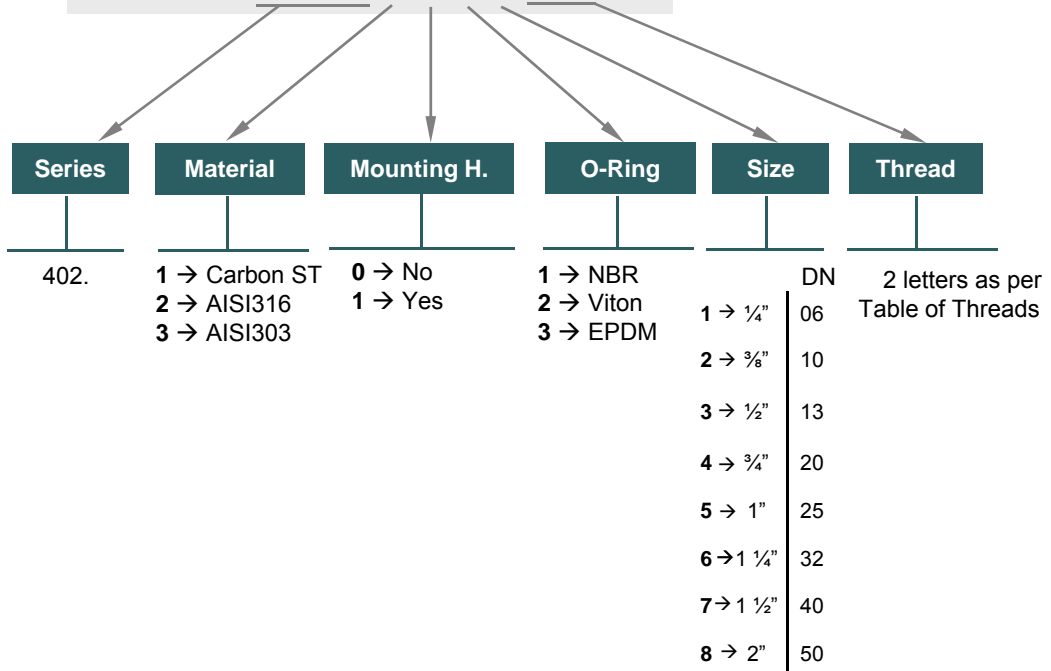 Series
Material
Mounting H.
O-Ring
Size
Thread
402.
1 → Carbon ST
2 → AISI316
3 → AISI303
0 → No
1 → Yes
1 → NBR
2 → Viton
3 → EPDM
DN
1 → ¼” 06
2 → ⅜” 10
3 → ½” 13
4 → ¾” 20
5 → 1” 25
6→1 ¼” 32
7→1 ½” 40
8 → 2” 50
2 letters as per
Table of Threads